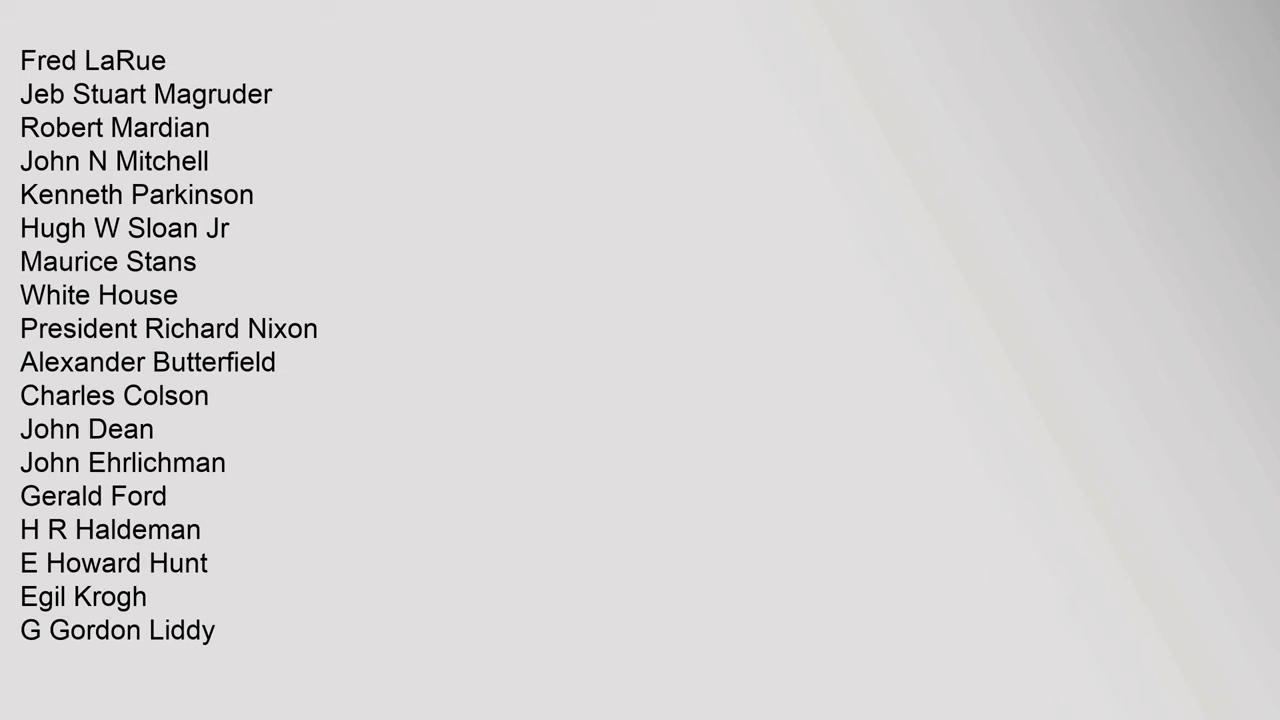 Fred LaRue
Jeb Stuart Magruder
Robert Mardian
John N Mitchell
Kenneth Parkinson
Hugh W Sloan Jr
Maurice Stans
White House
President Richard Nixon
Alexander Butterfield
Charles Colson
John Dean
John Ehrlichman
Gerald Ford
H R Haldeman
E Howard Hunt
Egil Krogh
G Gordon Liddy